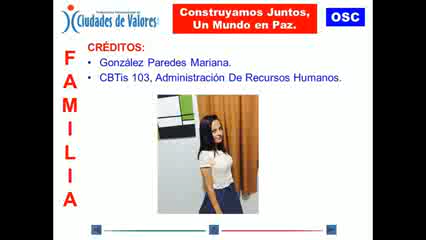 Ciudades de Valores
Construyamos Juntos,
Un Mundo en Paz.
OSC
FAMILIA
CRÉDITOS:
• González Paredes Mariana.
• CBTis 103, Administración De Recursos Humanos.